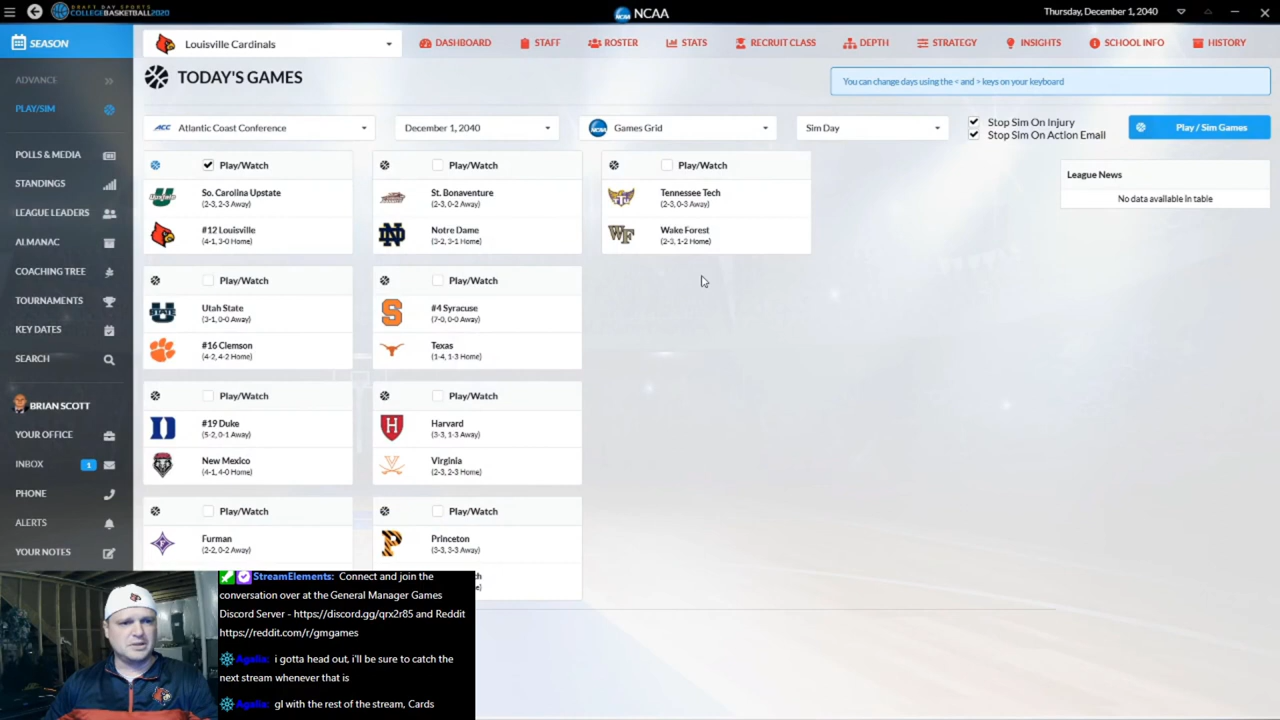 DRAFT DAY SPORTS
COLLEGE BASKETBALL 2020
NCAA
Thursday, December 1, 2040
SEASON
Louisville Cardinals
DASHBOARD
STAFF
ROSTER
STATS
RECRUIT CLASS
DEPTH
STRATEGY
INSIGHTS
SCHOOL INFO
HISTORY
ADVANCE
PLAY/SIM
POLLS & MEDIA
STANDINGS
LEAGUE LEADERS
ALMANAC
COACHING TREE
TOURNAMENTS
KEY DATES
SEARCH
BRIAN SCOTT
YOUR OFFICE
INBOX 1
PHONE
ALERTS
YOUR NOTES
TODAY'S GAMES
You can change days using the < and > keys on your keyboard
ACC Atlantic Coast Conference
December 1, 2040
Games Grid
Sim Day
Stop Sim On Injury
Stop Sim On Action Email
Play / Sim Games
Play/Watch
So. Carolina Upstate
(2-3, 2-3 Away)
#12 Louisville
(4-1, 3-0 Home)
Play/Watch
St. Bonaventure
(2-3, 0-2 Away)
Notre Dame
(3-2, 3-1 Home)
Play/Watch
Tennessee Tech
(2-3, 0-3 Away)
WF
Wake Forest
(2-3, 1-2 Home)
League News
No data available in table
Play/Watch
STATE
Utah State
(3-1, 0-0 Away)
#16 Clemson
(4-2, 4-2 Home)
Play/Watch
S
#4 Syracuse
(7-0, 0-0 Away)
Texas
(1-4, 1-3 Home)
Play/Watch
D
#19 Duke
(5-2, 0-1 Away)
New Mexico
(4-1, 4-0 Home)
Play/Watch
H
Harvard
(3-3, 1-3 Away)
V
Virginia
(2-3, 2-3 Home)
Play/Watch
Furman
(2-2, 0-2 Away)
Play/Watch
P
Princeton
(3-3, 3-3 Away)
StreamElements: Connect and join the
conversation over at the General Manager Games
Discord Server - https://discord.gg/qrx2r85 and Reddit
https://reddit.com/r/gmgames
Agalla: i gotta head out, i'll be sure to catch the
next stream whenever that is
Agalla: gl with the rest of the stream, Cards